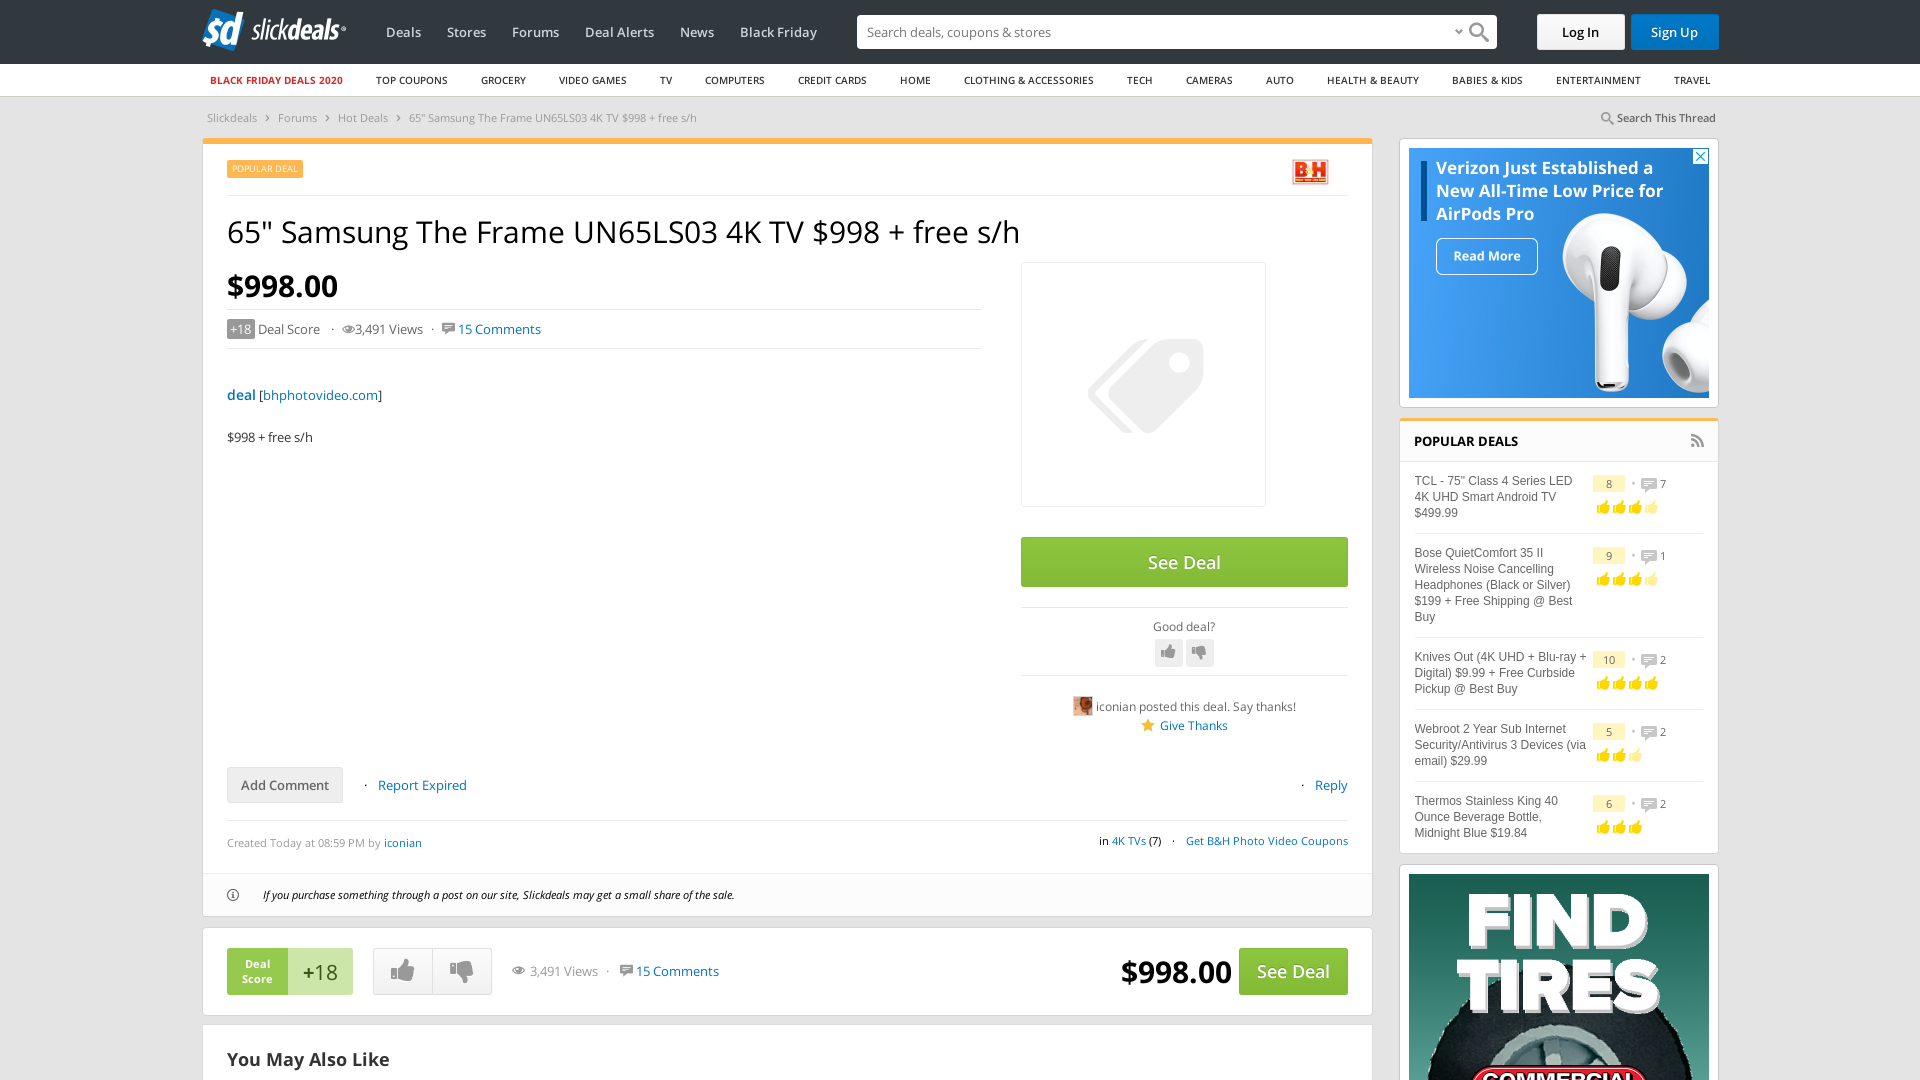 slickdeals
Deals
Stores
Forums
Deal Alerts
News
Black Friday
Search deals, coupons & stores
Log In
Sign Up
BLACK FRIDAY DEALS 2020
TOP COUPONS
GROCERY
VIDEO GAMES
TV
COMPUTERS
CREDIT CARDS
HOME
CLOTHING & ACCESSORIES
TECH
CAMERAS
AUTO
HEALTH & BEAUTY
BABIES & KIDS
ENTERTAINMENT
TRAVEL
Slickdeals › Forums › Hot Deals › 65" Samsung The Frame UN65LS03 4K TV $998 + free s/h
Search This Thread
POPULAR DEAL
B&H
65" Samsung The Frame UN65LS03 4K TV $998 + free s/h
$998.00
+18 Deal Score · 3,491 Views · 15 Comments
deal [bhphotovideo.com]
$998 + free s/h
See Deal
Good deal?
iconian posted this deal. Say thanks!
Give Thanks
Add Comment
· Report Expired
· Reply
Created Today at 08:59 PM by iconian
in 4K TVs (7) · Get B&H Photo Video Coupons
If you purchase something through a post on our site, Slickdeals may get a small share of the sale.
Deal
Score
+18
3,491 Views · 15 Comments
$998.00
See Deal
You May Also Like
Verizon Just Established a
New All-Time Low Price for
AirPods Pro
Read More
POPULAR DEALS
TCL - 75" Class 4 Series LED
4K UHD Smart Android TV
$499.99
8 • 7
Bose QuietComfort 35 II
Wireless Noise Cancelling
Headphones (Black or Silver)
$199 + Free Shipping @ Best
Buy
9 • 1
Knives Out (4K UHD + Blu-ray +
Digital) $9.99 + Free Curbside
Pickup @ Best Buy
10 • 2
Webroot 2 Year Sub Internet
Security/Antivirus 3 Devices (via
email) $29.99
5 • 2
Thermos Stainless King 40
Ounce Beverage Bottle,
Midnight Blue $19.84
6 • 2
FIND
TIRES
COMMERCIAL